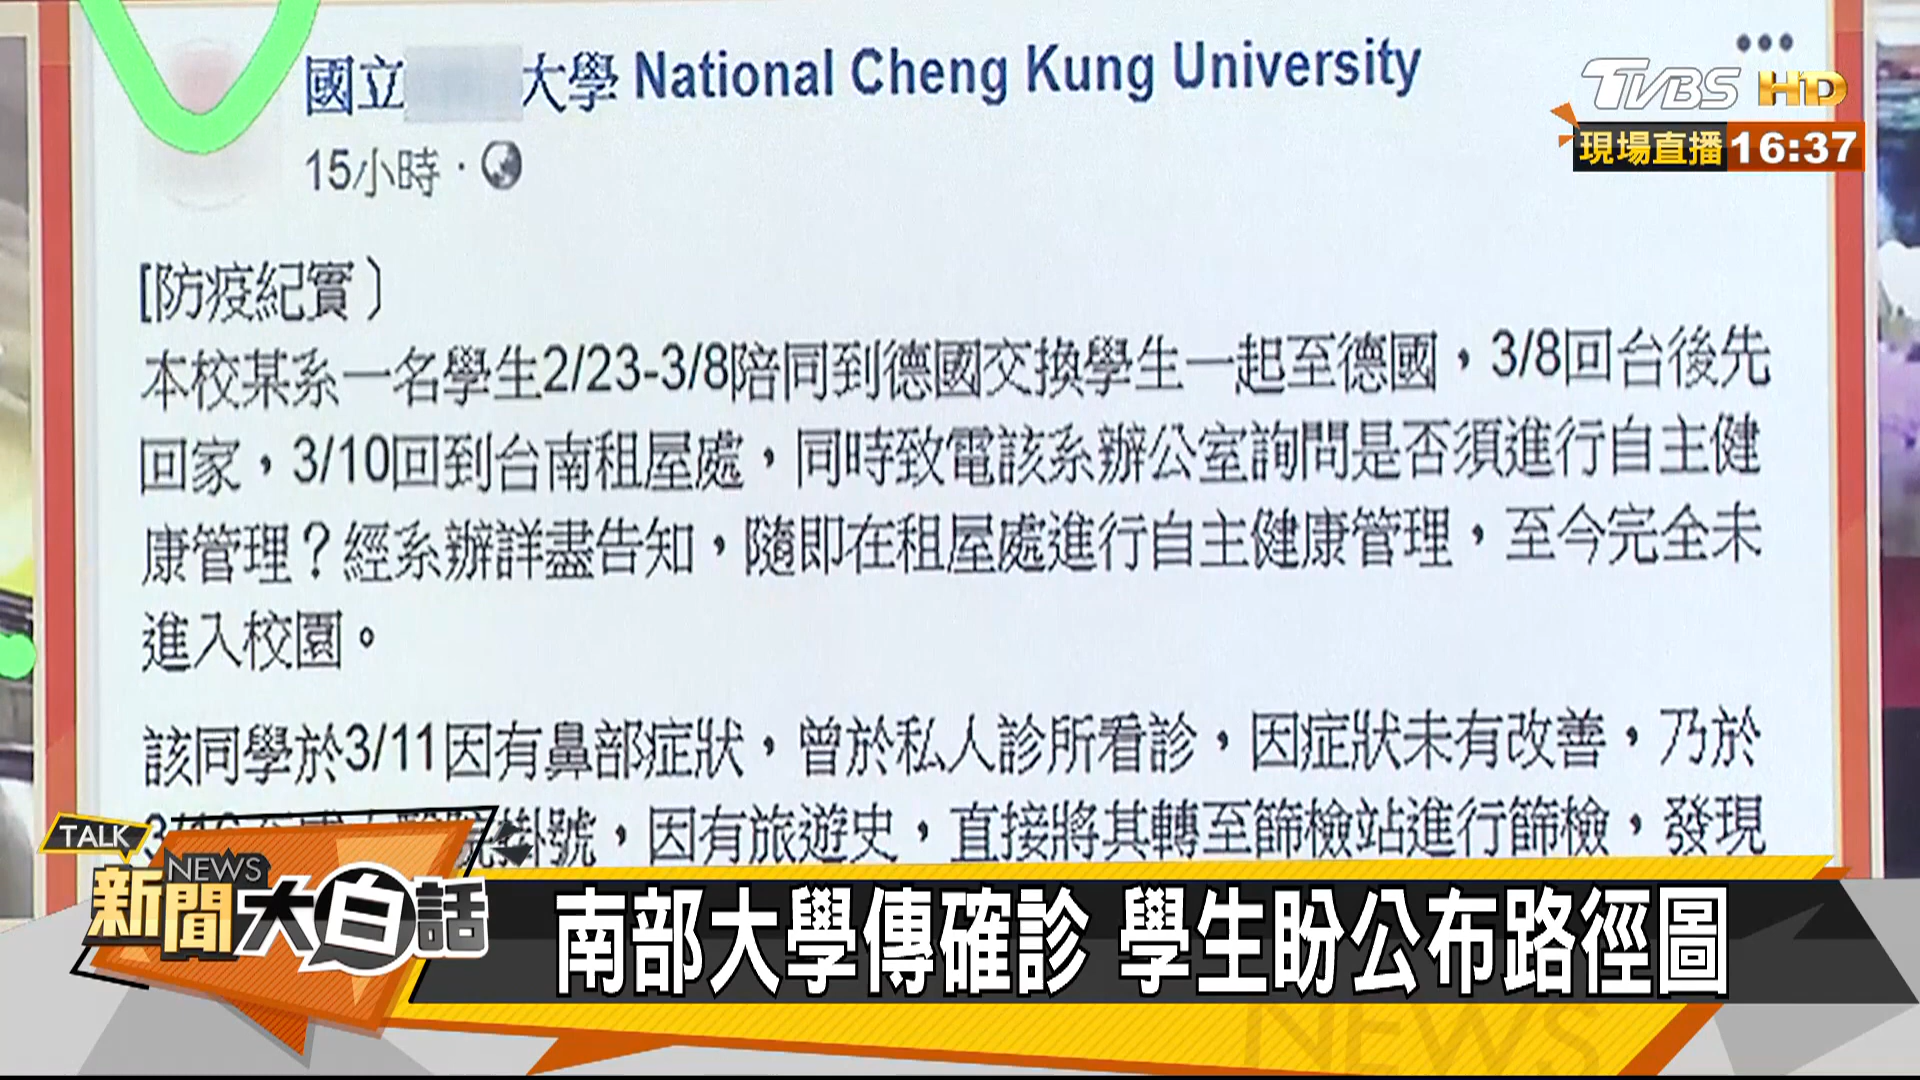 國立 大學 National Cheng Kung University
15小時 ·
TVBS HD
現場直播 16:37
[防疫紀實〕
本校某系一名學生2/23-3/8陪同到德國交換學生一起至德國，3/8回台後先
回家，3/10回到台南租屋處，同時致電該系辦公室詢問是否須進行自主健
康管理？經系辦詳盡告知，隨即在租屋處進行自主健康管理，至今完全未
進入校園。
該同學於3/11因有鼻部症狀，曾於私人診所看診，因症狀未有改善，乃於
掛號，因有旅遊史，直接將其轉至篩檢站進行篩檢，發現
TALK NEWS
新聞大白話
南部大學傳確診 學生盼公布路徑圖
NEWS